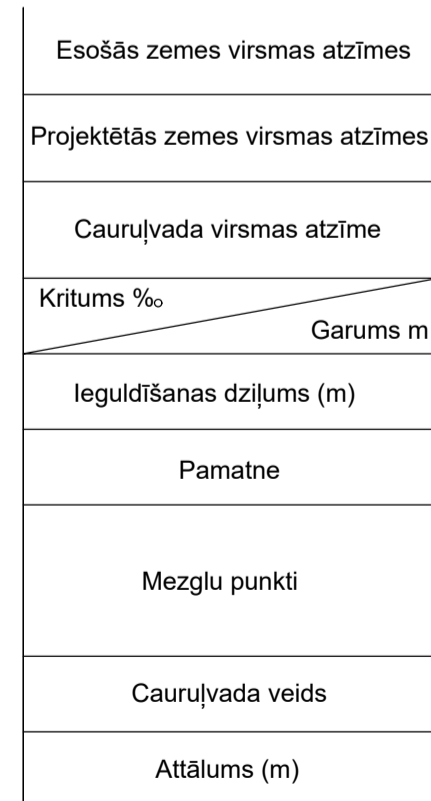 Esošās zemes virsmas atzīmes
Projektētās zemes virsmas atzīmes
Cauruļvada virsmas atzīme
Kritums ‰
Garums m
Ieguldīšanas dziļums (m)
Pamatne
Mezglu punkti
Cauruļvada veids
Attālums (m)